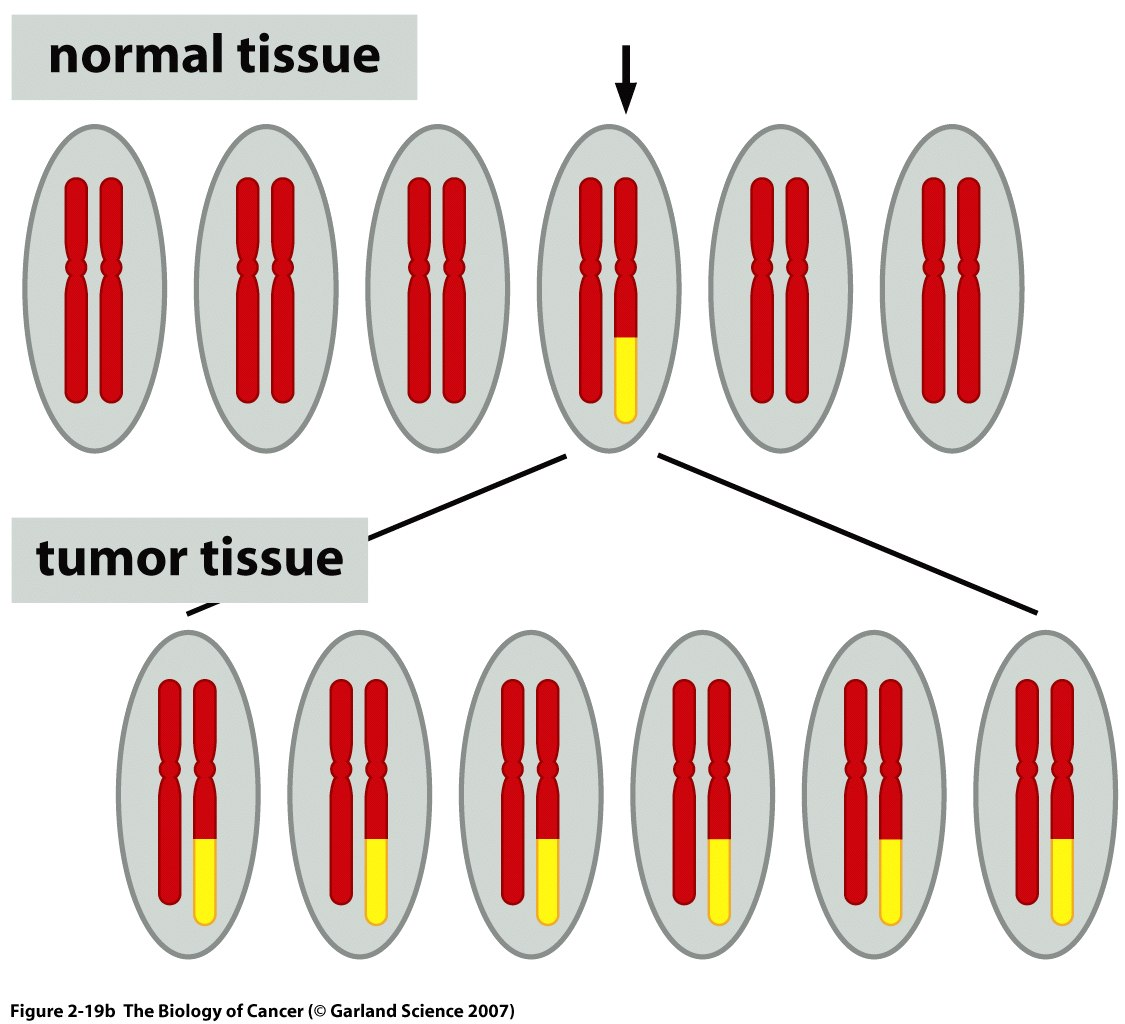 normal tissue
tumor tissue
Figure 2-19b The Biology of Cancer (© Garland Science 2007)